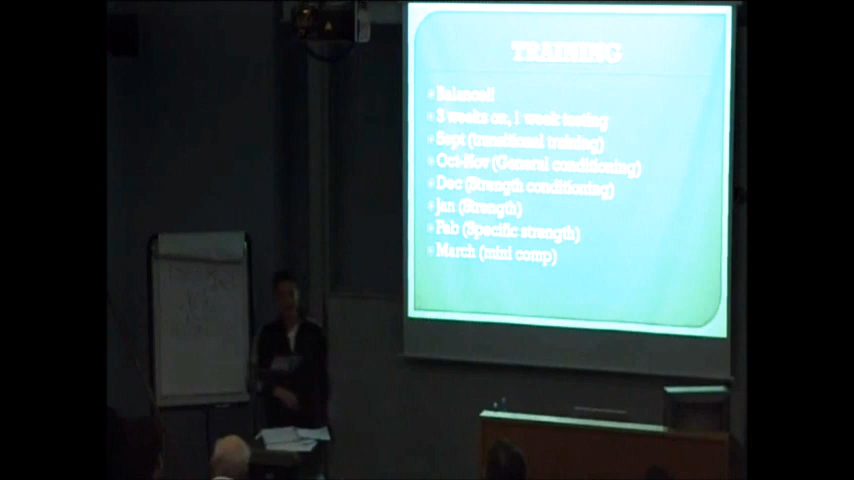 TRAINING
Balanced!
3 weeks on, 1 week testing
Sept (transitional training)
Oct-Nov (General conditioning)
Dec (Strength conditioning)
Jan (Strength)
Feb (Specific strength)
March (mini comp)